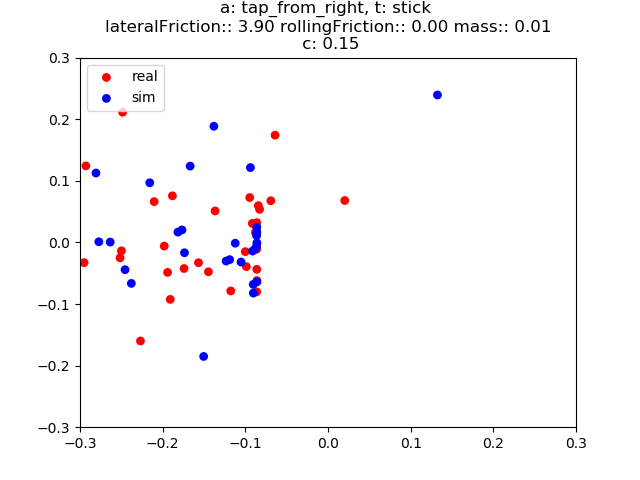 a: tap_from_right, t: stick
lateralFriction:: 3.90 rollingFriction:: 0.00 mass:: 0.01
c: 0.15
real
sim
0.3
0.2
0.1
0.0
−0.1
−0.2
−0.3
−0.3 −0.2 −0.1 0.0 0.1 0.2 0.3